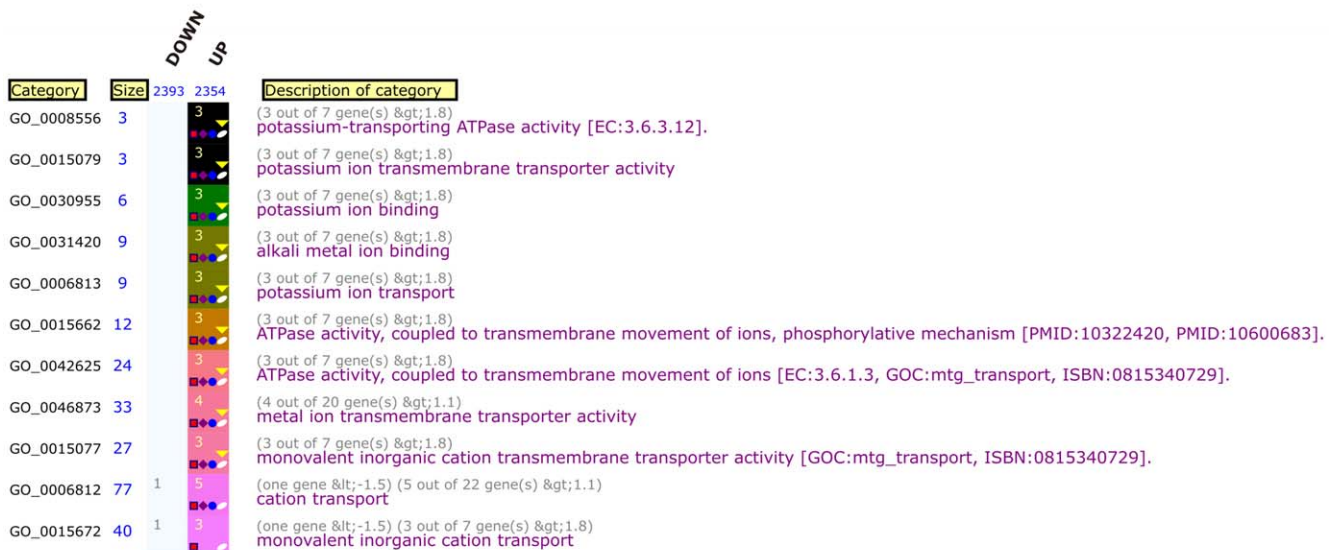 DOWN
UP
Category Size 2393 2354 Description of category
3 (3 out of 7 gene(s) &gt;1.8)
GO_0008556 3 potassium-transporting ATPase activity [EC:3.6.3.12].
3 (3 out of 7 gene(s) &gt;1.8)
GO_0015079 3 potassium ion transmembrane transporter activity
3 (3 out of 7 gene(s) &gt;1.8)
GO_0030955 6 potassium ion binding
3 (3 out of 7 gene(s) &gt;1.8)
GO_0031420 9 alkali metal ion binding
3 (3 out of 7 gene(s) &gt;1.8)
GO_0006813 9 potassium ion transport
3 (3 out of 7 gene(s) &gt;1.8)
GO_0015662 12 ATPase activity, coupled to transmembrane movement of ions, phosphorylative mechanism [PMID:10322420, PMID:10600683].
3 (3 out of 7 gene(s) &gt;1.8)
GO_0042625 24 ATPase activity, coupled to transmembrane movement of ions [EC:3.6.1.3, GOC:mtg_transport, ISBN:0815340729].
4 (4 out of 20 gene(s) &gt;1.1)
GO_0046873 33 metal ion transmembrane transporter activity
3 (3 out of 7 gene(s) &gt;1.8)
GO_0015077 27 monovalent inorganic cation transmembrane transporter activity [GOC:mtg_transport, ISBN:0815340729].
1 5 (one gene &lt;-1.5) (5 out of 22 gene(s) &gt;1.1)
GO_0006812 77 cation transport
1 3 (one gene &lt;-1.5) (3 out of 7 gene(s) &gt;1.8)
GO_0015672 40 monovalent inorganic cation transport